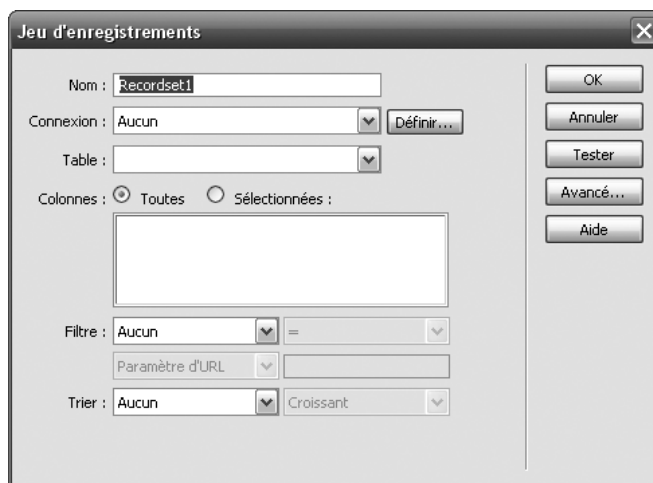 Jeu d'enregistrements
Nom : Recordset1
Connexion : Aucun Définir...
Table :
Colonnes : Toutes Sélectionnées :
Filtre : Aucun =
Paramètre d'URL
Trier : Aucun Croissant
OK
Annuler
Tester
Avancé...
Aide